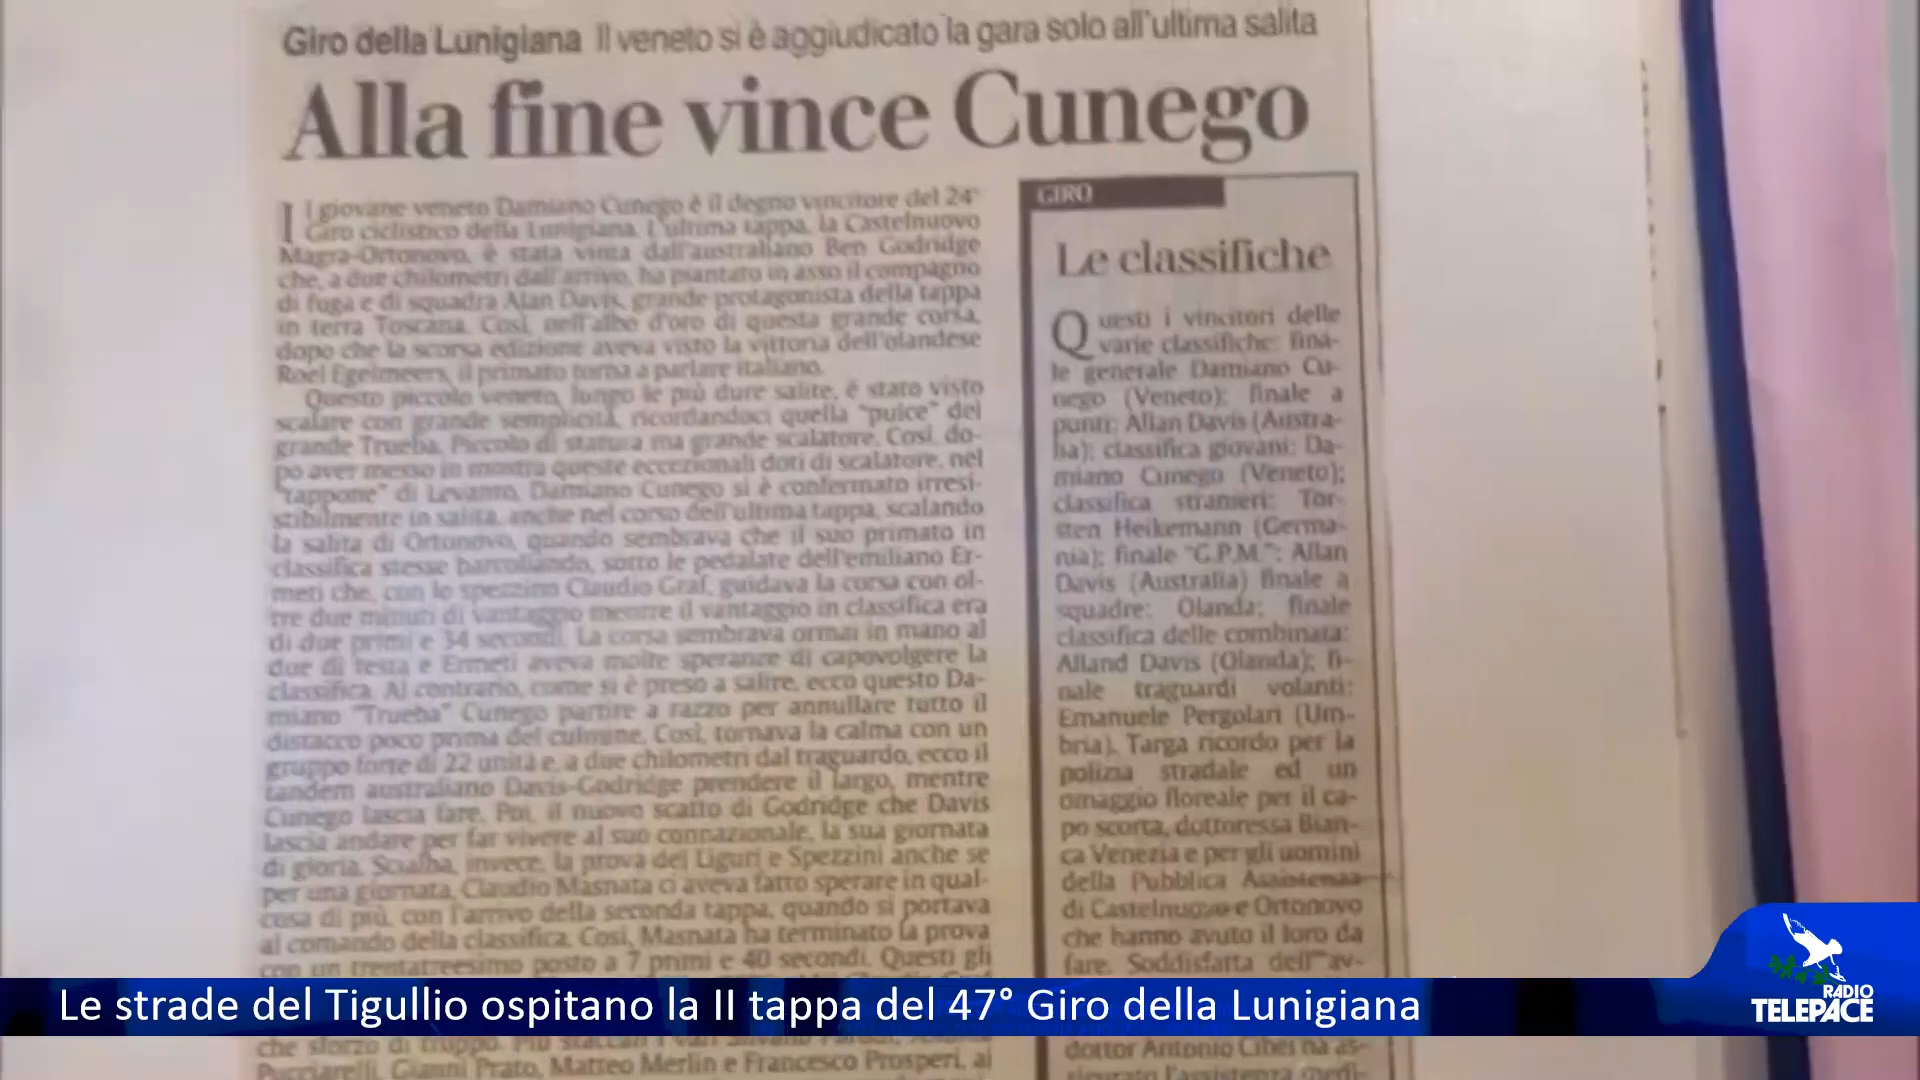 Giro della Lunigiana Il veneto si è aggiudicato la gara solo all'ultima salita
Alla fine vince Cunego
Il giovane veneto Damiano Cunego è il degno vincitore del 24°
Giro ciclistico della Lunigiana. L'ultima tappa, la Castelnuovo
Magra-Ortonovo, è stata vinta dall'australiano Ben Godridge
che, a due chilometri dall'arrivo, ha piantato in asso il compagno
di fuga e di squadra Alan Davis, grande protagonista della tappa
in terra Toscana. Così, nell'albo d'oro di questa grande corsa,
dopo che la scorsa edizione aveva visto la vittoria dell'olandese
Roel Egelmeers, il primato torna a parlare italiano.
Questo piccolo veneto, lungo le più dure salite, è stato visto
scalare con grande semplicità, ricordandoci quella "pulce" del
grande Trueba. Piccolo di statura ma grande scalatore. Così, do-
po aver messo in mostra queste eccezionali doti di scalatore, nel
"tappone" di Levanto, Damiano Cunego si è confermato irresi-
stibilmente in salita, anche nel corso dell'ultima tappa, scalando
la salita di Ortonovo, quando sembrava che il suo primato in
classifica stesse barcollando, sotto le pedalate dell'emiliano Er-
meti che, con lo spezzino Claudio Graf, guidava la corsa con ol-
tre due minuti di vantaggio mentre il vantaggio in classifica era
di due primi e 34 secondi. La corsa sembrava ormai in mano ai
due di testa e Ermeti aveva molte speranze di capovolgere la
classifica. Al contrario, come si è preso a salire, ecco questo Da-
miano "Trueba" Cunego partire a razzo per annullare tutto il
distacco poco prima del culmine. Così, tornava la calma con un
gruppo forte di 22 unità e, a due chilometri dal traguardo, ecco il
tandem australiano Davis-Godridge prendere il largo, mentre
Cunego lascia fare. Poi, il nuovo scatto di Godridge che Davis
lascia andare per far vivere al suo connazionale, la sua giornata
di gloria. Scialba, invece, la prova dei Liguri e Spezzini anche se
per una giornata, Claudio Masnata ci aveva fatto sperare in qual-
cosa di più, con l'arrivo della seconda tappa, quando si portava
al comando della classifica. Così, Masnata ha terminato la prova
con un trentatreesimo posto a 7 primi e 40 secondi. Questi gli
che sforzo di truppo. Più staccati i vari Silvano
Pucciarelli, Gianni Prato, Matteo Merlin e Francesco Prosperi, ai
GIRO
Le classifiche
Questi i vincitori delle
varie classifiche: fina-
le generale Damiano Cu-
nego (Veneto); finale a
punti: Allan Davis (Austra-
lia); classifica giovani: Da-
miano Cunego (Veneto);
classifica stranieri: Tor-
sten Heikemann (Germa-
nia); finale "G.P.M.": Allan
Davis (Australia) finale a
squadre: Olanda; finale
classifica delle combinata:
Alland Davis (Olanda); fi-
nale traguardi volanti:
Emanuele Pergolari (Um-
bria). Targa ricordo per la
polizia stradale ed un
omaggio floreale per il ca-
po scorta, dottoressa Bian-
ca Venezia e per gli uomini
della Pubblica Assistenza
di Castelnuovo e Ortonovo
che hanno avuto il loro da
fare. Soddisfatta dell'"av-
dottor Antonio Cibei ha as-
sicurato l'assistenza medi-
Le strade del Tigullio ospitano la II tappa del 47° Giro della Lunigiana
RADIO
TELEPACE